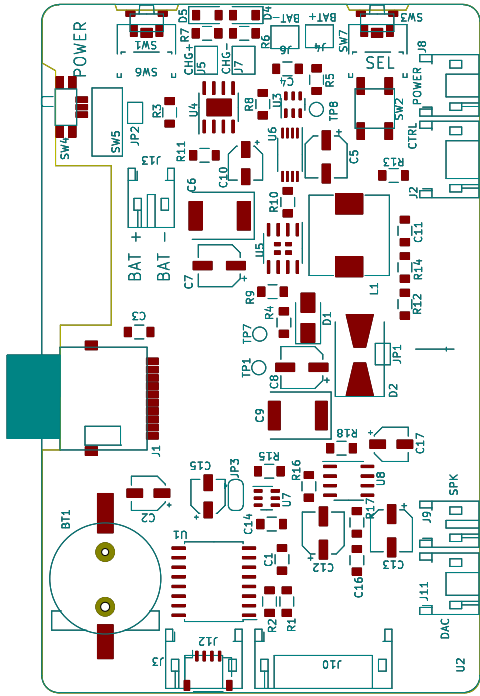 D5
D4
BAT-
BAT+
SW3
POWER
SW1
R7
R6
SW7
J8
SW6
CHG+
J5
CHG-
J7
J6
J4
SEL
C4
R5
POWER
SW4
SW5
JP2
R3
U4
R8
U3
TP8
SW2
CTRL
J13
R11
C10
U6
C5
R13
J2
C6
R10
BAT +
BAT -
C7
U5
L1
C11
R14
R9
R12
C3
R4
D1
TP7
TP1
C8
JP1
D2
C9
J1
C15
JP3
R15
R18
C17
R16
U8
SPK
BT1
C2
U7
C14
R17
J9
U1
C1
C12
C16
C13
J11
R2
R1
DAC
J3
J12
J10
U2